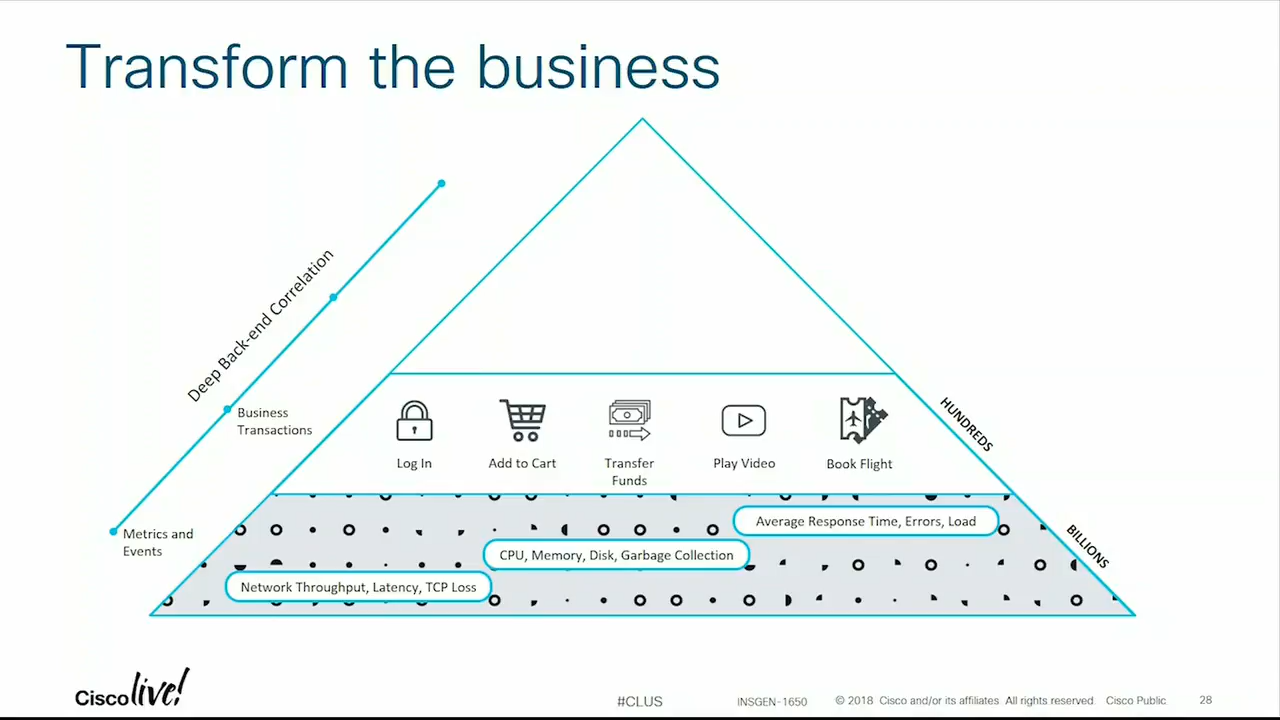 Transform the business
Deep Back-end Correlation
Business
Transactions
Metrics and
Events
Log In
Add to Cart
Transfer
Funds
Play Video
Book Flight
HUNDREDS
Average Response Time, Errors, Load
CPU, Memory, Disk, Garbage Collection
Network Throughput, Latency, TCP Loss
BILLIONS
Cisco live!
#CLUS
INSGEN-1650
© 2018 Cisco and/or its affiliates All rights reserved. Cisco Public
28